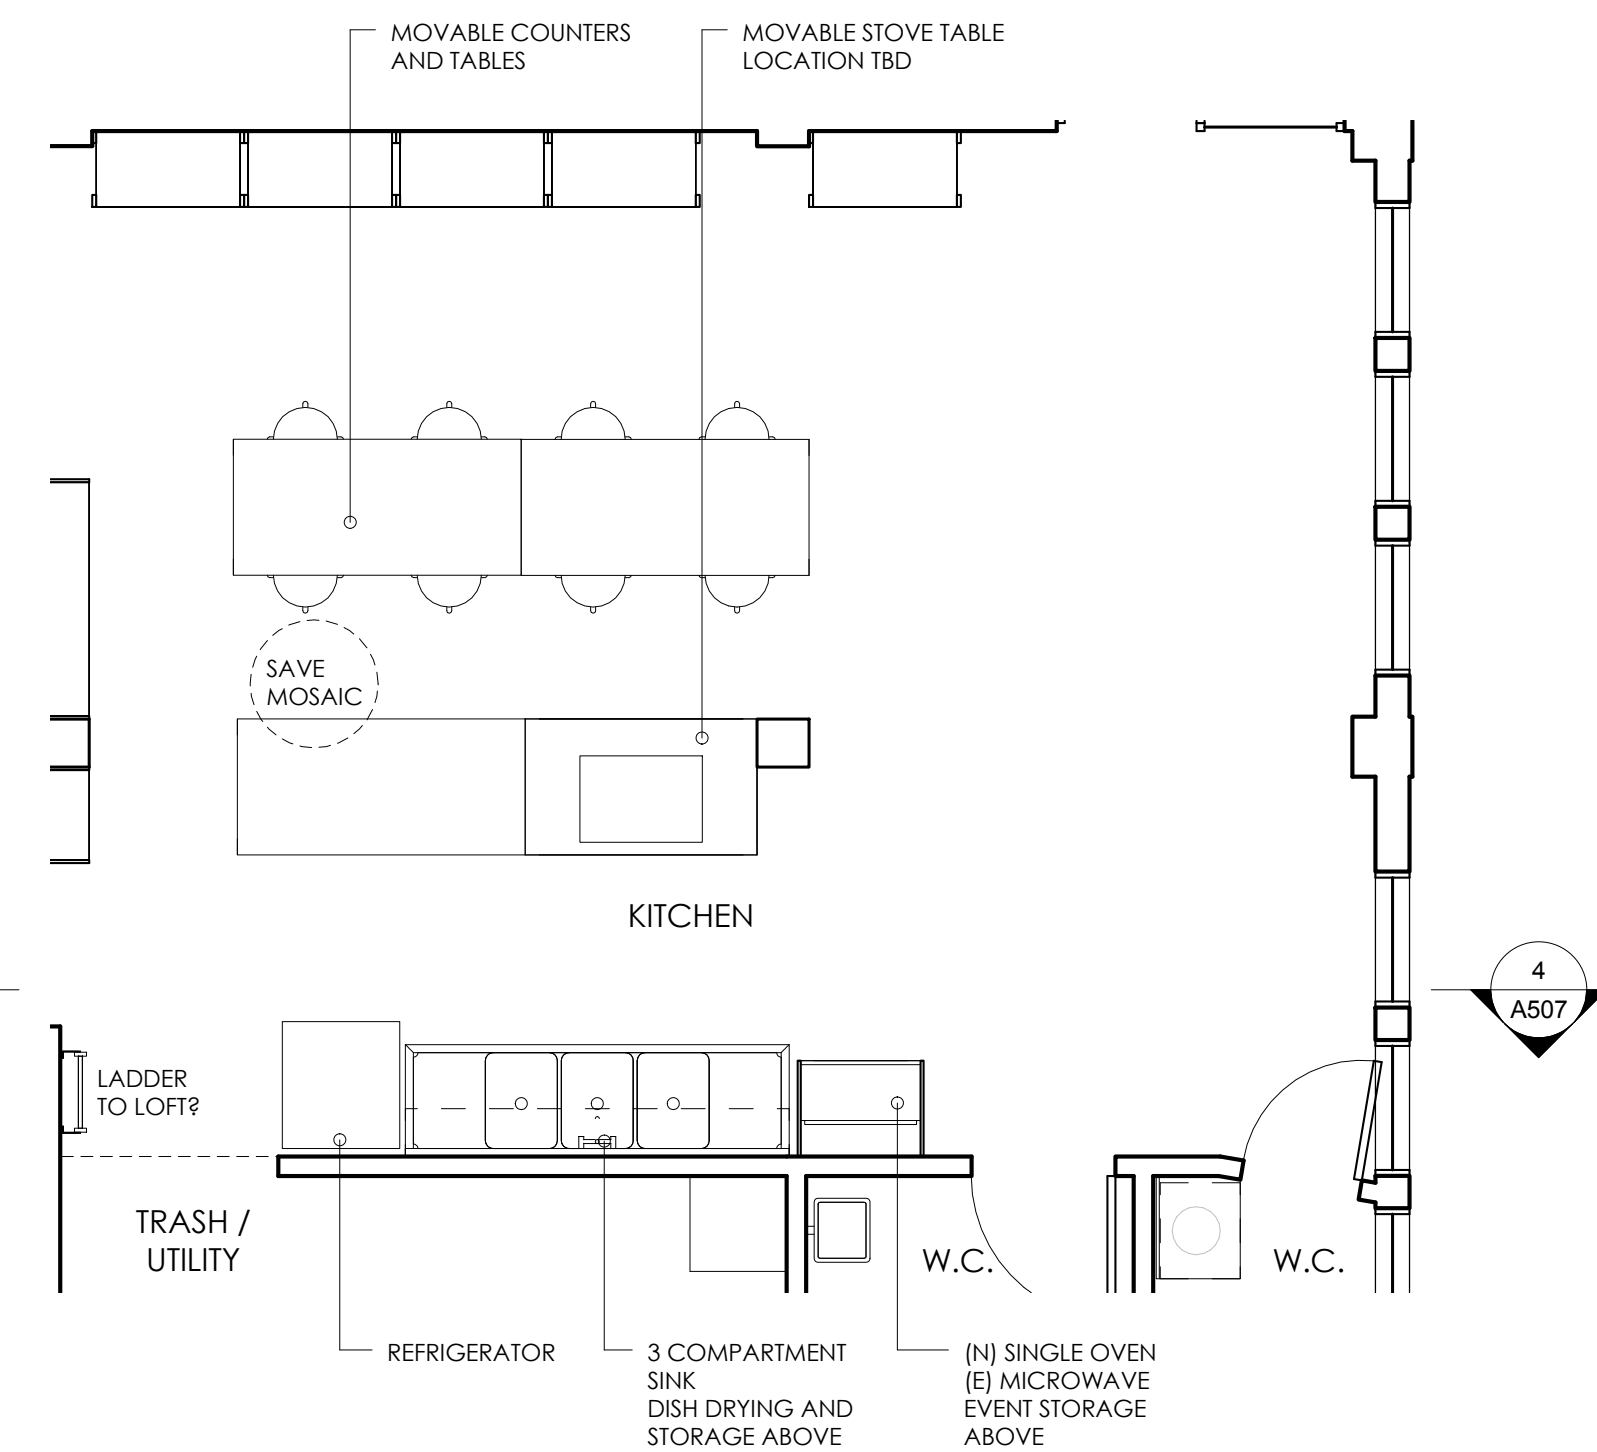 MOVABLE COUNTERS
AND TABLES
MOVABLE STOVE TABLE
LOCATION TBD
SAVE
MOSAIC
KITCHEN
4
A507
LADDER
TO LOFT?
TRASH /
UTILITY
W.C.
W.C.
REFRIGERATOR
3 COMPARTMENT
SINK
DISH DRYING AND
STORAGE ABOVE
(N) SINGLE OVEN
(E) MICROWAVE
EVENT STORAGE
ABOVE